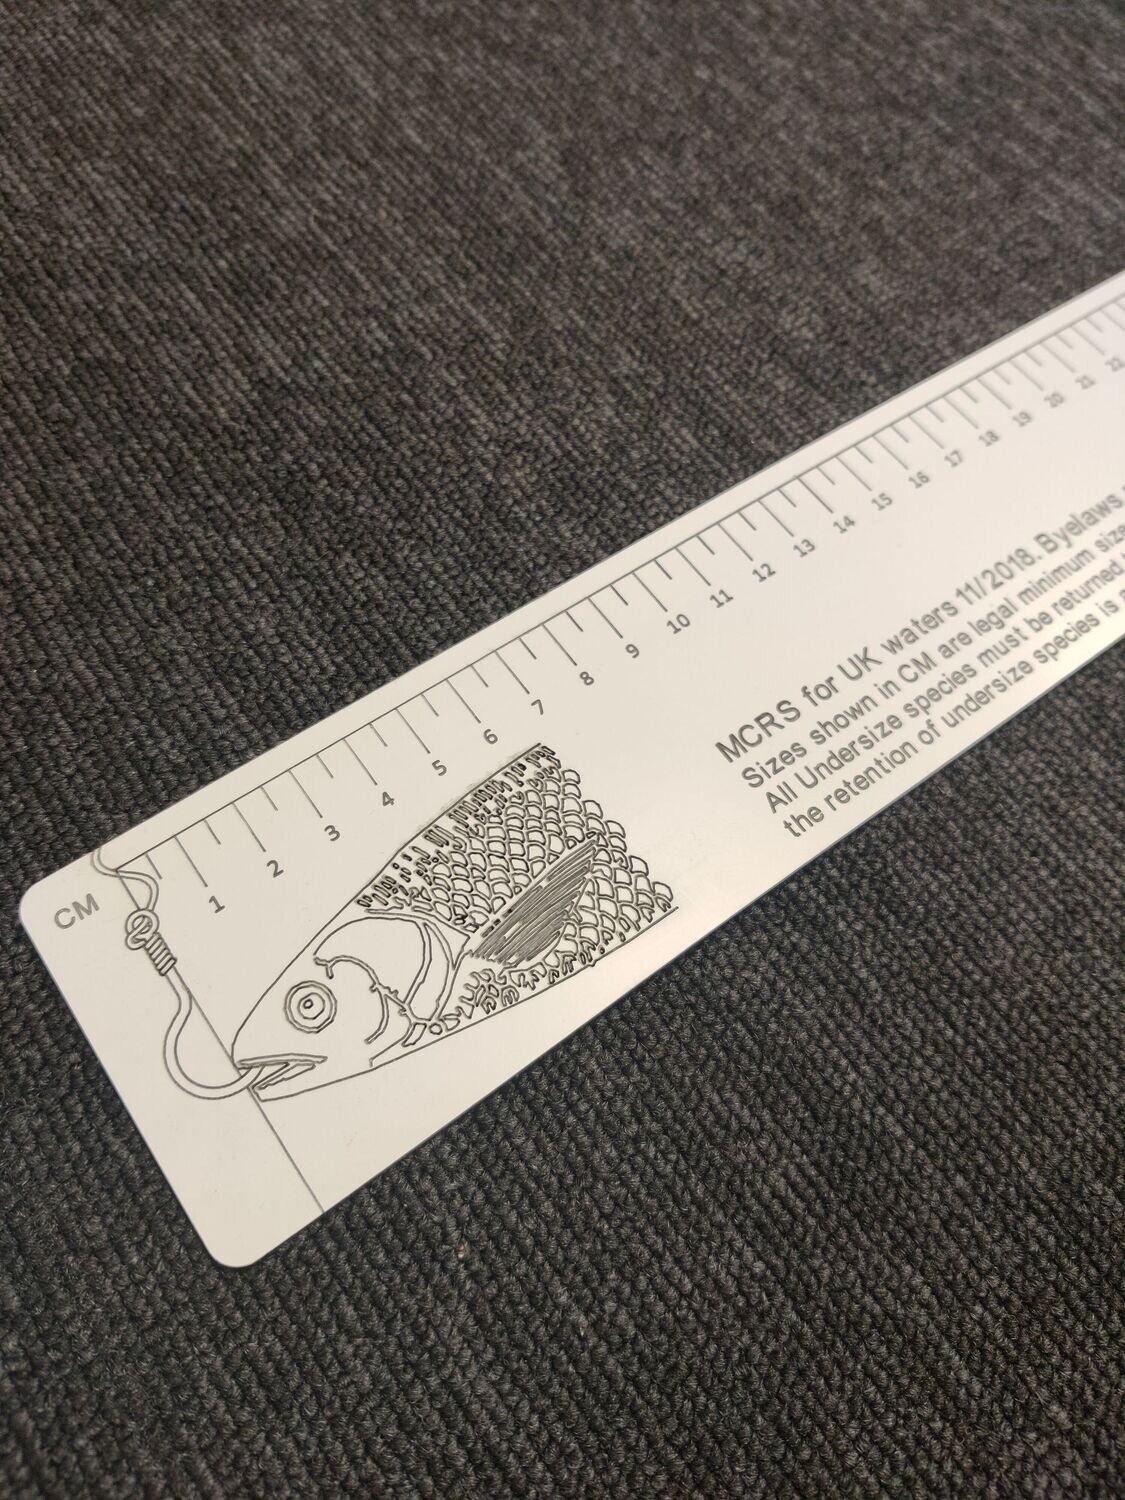 CM
1 2 3 4 5 6 7 8 9 10 11 12 13 14 15 16 17 18 19 20 21 22
MCRS for UK waters 11/2018. Byelaws
Sizes shown in CM are legal minimum size
All Undersize species must be returned
the retention of undersize species is